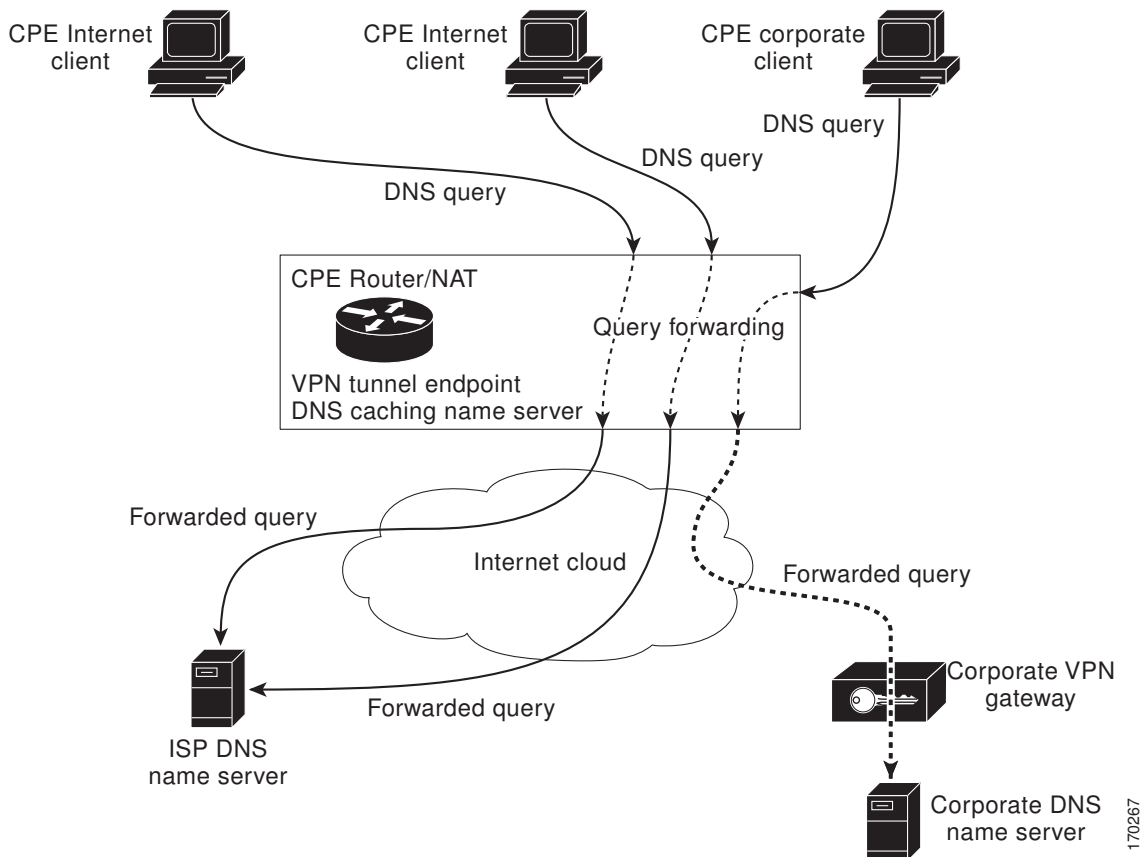 CPE Internet
client
CPE Internet
client
CPE corporate
client
DNS query
DNS query
DNS query
CPE Router/NAT
Query forwarding
VPN tunnel endpoint
DNS caching name server
Forwarded query
Internet cloud
Forwarded query
Corporate VPN
gateway
Forwarded query
ISP DNS
name server
Corporate DNS
name server
170267